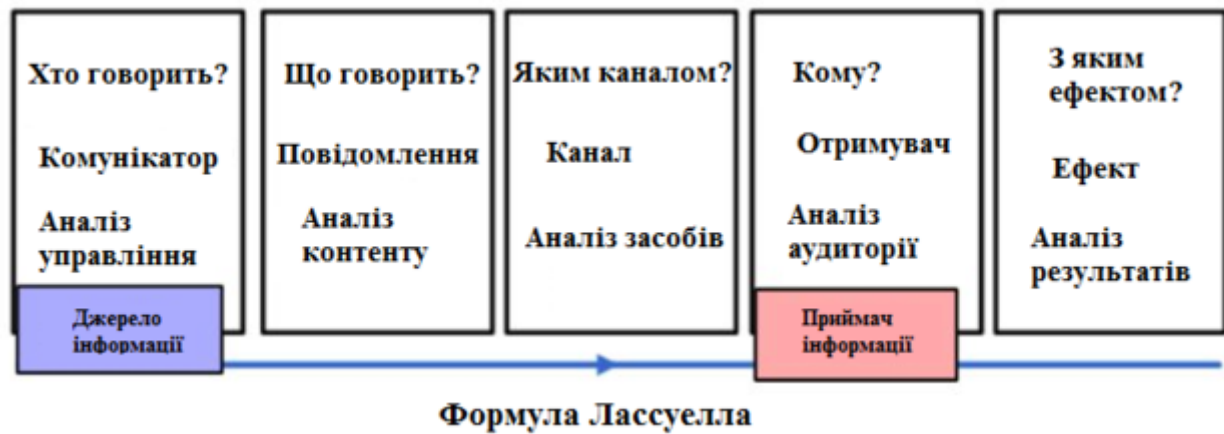 Хто говорить?
Комунікатор
Аналіз
управління
Джерело
інформації
Що говорить?
Повідомлення
Аналіз
контенту
Яким каналом?
Канал
Аналіз засобів
Кому?
Отримувач
Аналіз
аудиторії
Приймач
інформації
З яким
ефектом?
Ефект
Аналіз
результатів
Формула Лассуелла